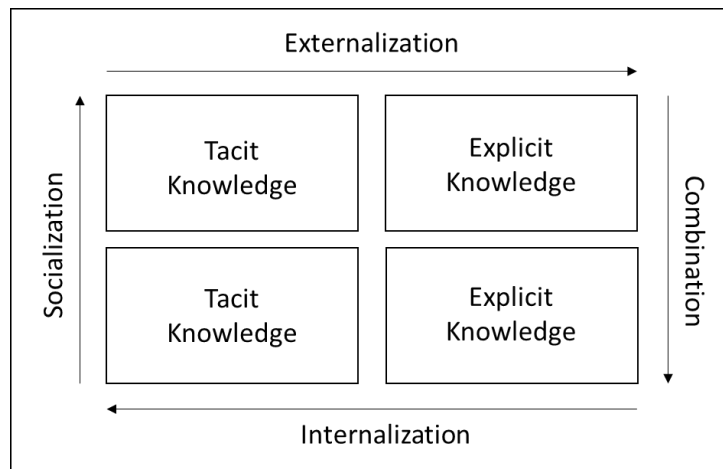 Externalization
Tacit
Knowledge
Explicit
Knowledge
Socialization
Combination
Tacit
Knowledge
Explicit
Knowledge
Internalization